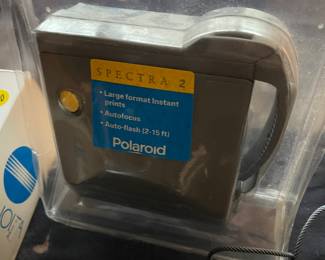 SPECTRA 2
• Large format instant
prints
• Autofocus
• Auto-flash (2-15 ft)
Polaroid